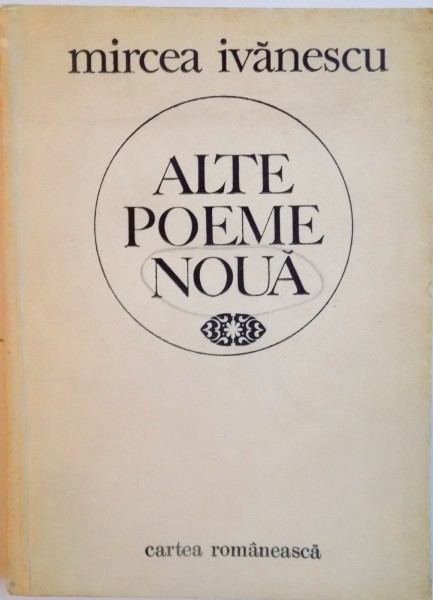 mircea ivănescu
ALTE
POEME
NOUĂ
cartea românească